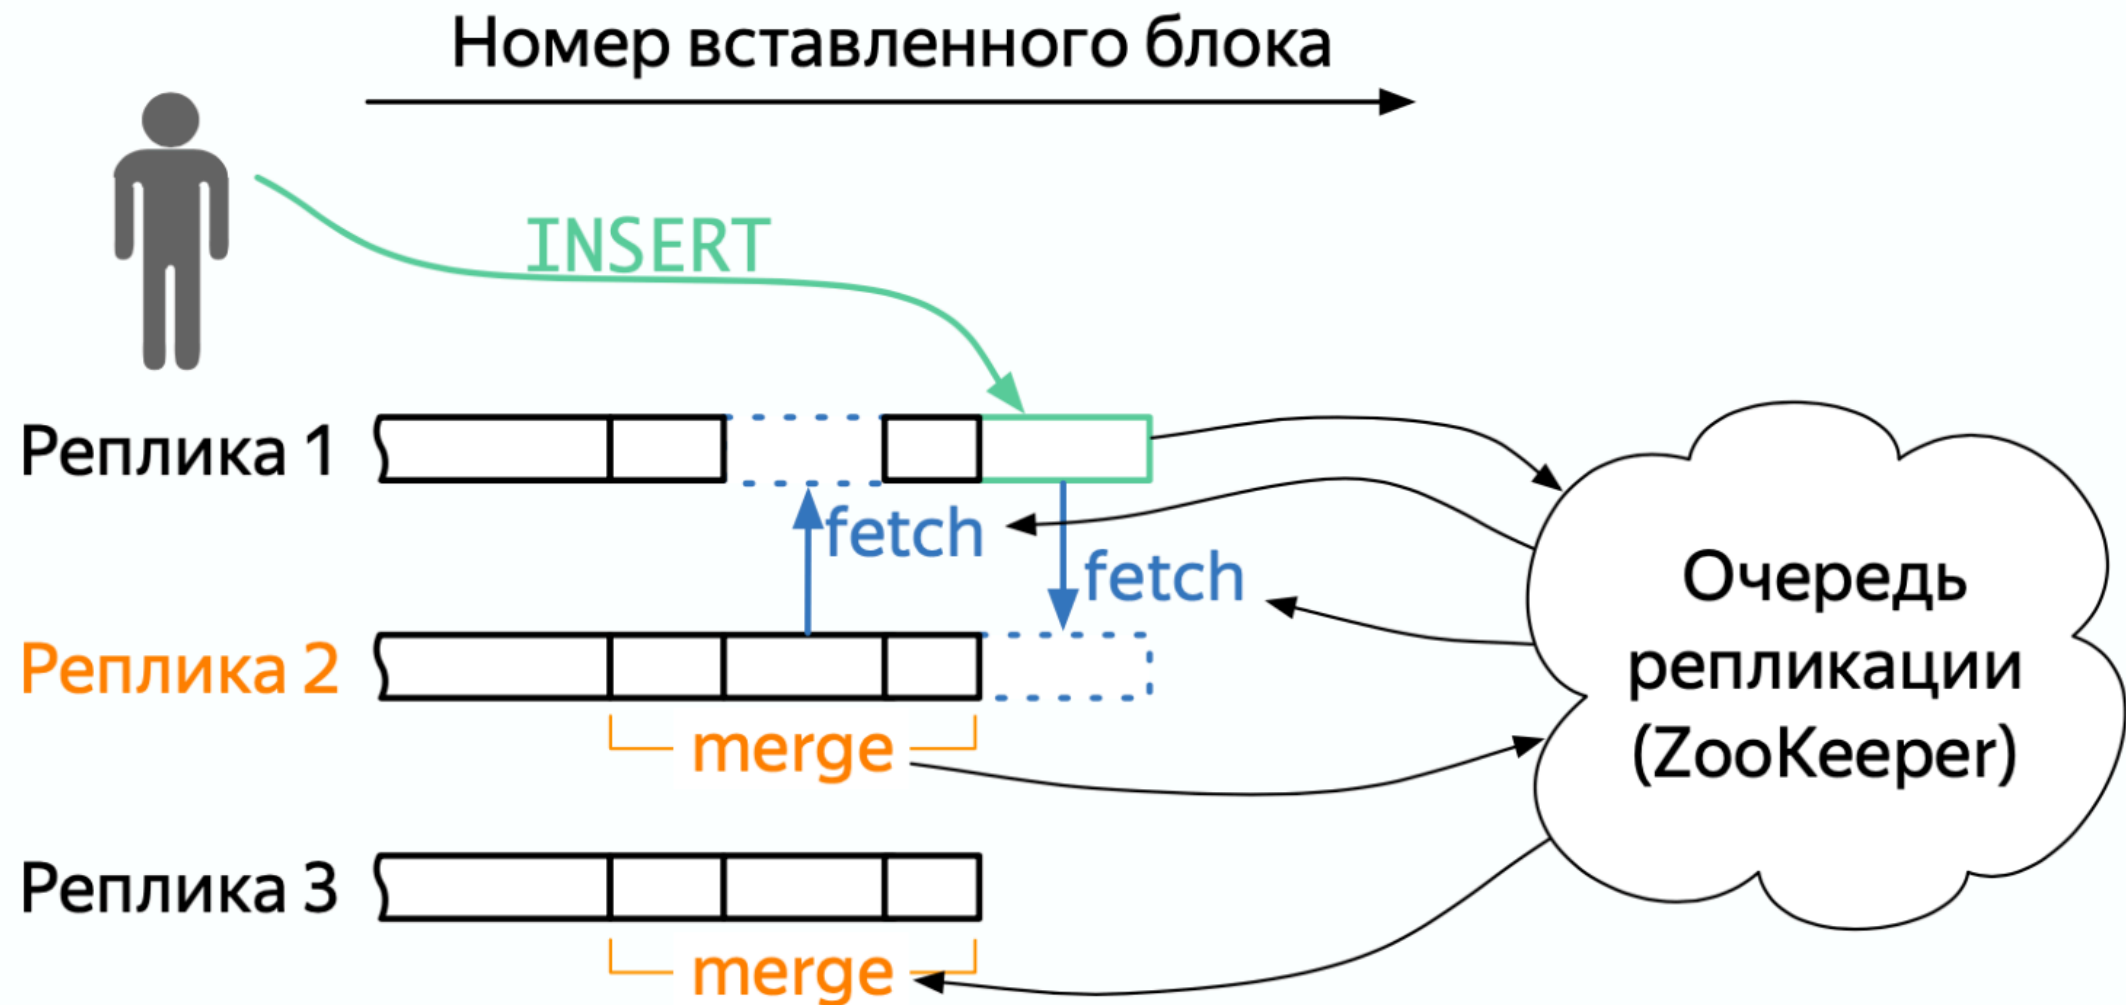 Номер вставленного блока
INSERT
Реплика 1
fetch
fetch
Реплика 2
merge
Реплика 3
merge
Очередь
репликации
(ZooKeeper)